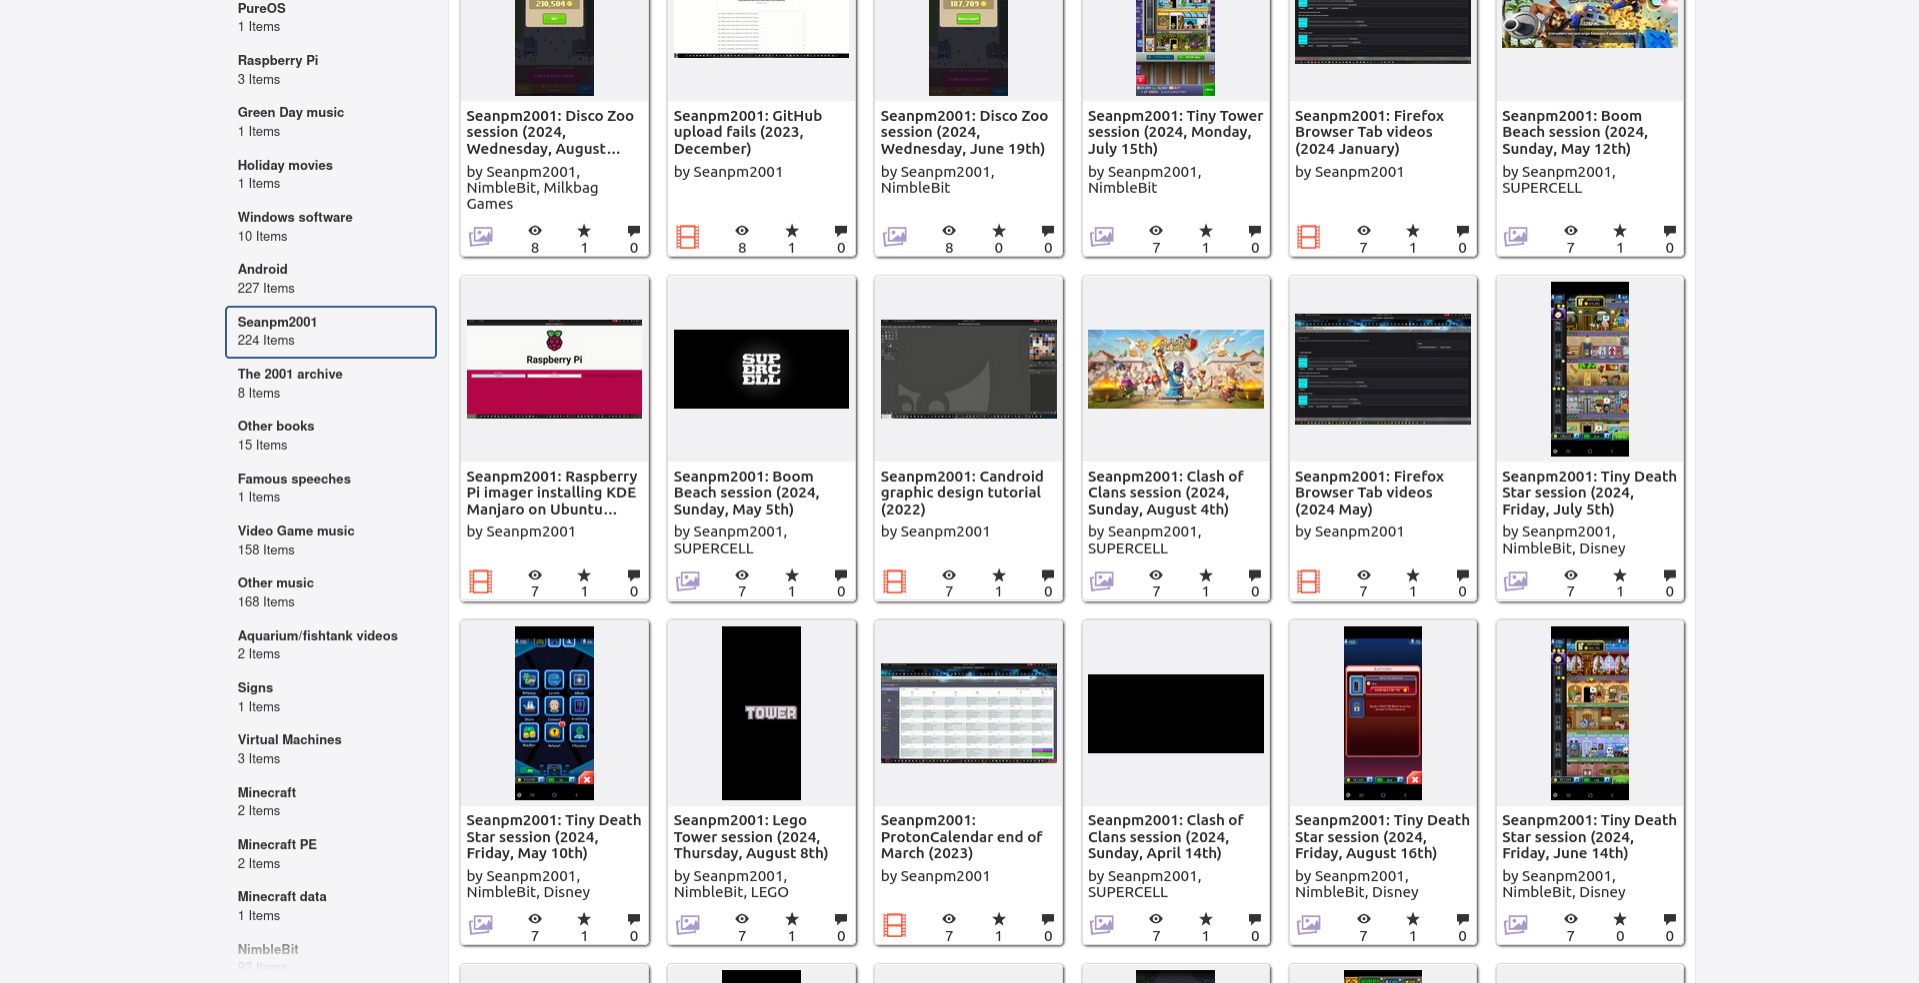 PureOS
1 Items
Raspberry Pi
3 Items
Green Day music
1 Items
Holiday movies
1 Items
Windows software
10 Items
Android
227 Items
Seanpm2001
224 Items
The 2001 archive
8 Items
Other books
15 Items
Famous speeches
1 Items
Video Game music
158 Items
Other music
168 Items
Aquarium/fishtank videos
2 Items
Signs
1 Items
Virtual Machines
3 Items
Minecraft
2 Items
Minecraft PE
2 Items
Minecraft data
1 Items
NimbleBit
93 Items
210,504
Seanpm2001: Disco Zoo
session (2024,
Wednesday, August...
by Seanpm2001,
NimbleBit, Milkbag
Games
8 1 0
Seanpm2001: GitHub
upload fails (2023,
December)
by Seanpm2001
8 1 0
187,709
Seanpm2001: Disco Zoo
session (2024,
Wednesday, June 19th)
by Seanpm2001,
NimbleBit
8 0 0
Seanpm2001: Tiny Tower
session (2024, Monday,
July 15th)
by Seanpm2001,
NimbleBit
7 1 0
Seanpm2001: Firefox
Browser Tab videos
(2024 January)
by Seanpm2001
7 1 0
Seanpm2001: Boom
Beach session (2024,
Sunday, May 12th)
by Seanpm2001,
SUPERCELL
7 1 0
Raspberry Pi
Seanpm2001: Raspberry
Pi imager installing KDE
Manjaro on Ubuntu...
by Seanpm2001
7 1 0
SUP
ERC
ELL
Seanpm2001: Boom
Beach session (2024,
Sunday, May 5th)
by Seanpm2001,
SUPERCELL
7 1 0
Seanpm2001: Candroid
graphic design tutorial
(2022)
by Seanpm2001
7 1 0
Seanpm2001: Clash of
Clans session (2024,
Sunday, August 4th)
by Seanpm2001,
SUPERCELL
7 1 0
Seanpm2001: Firefox
Browser Tab videos
(2024 May)
by Seanpm2001
7 1 0
Seanpm2001: Tiny Death
Star session (2024,
Friday, July 5th)
by Seanpm2001,
NimbleBit, Disney
7 1 0
Seanpm2001: Tiny Death
Star session (2024,
Friday, May 10th)
by Seanpm2001,
NimbleBit, Disney
7 1 0
TOWER
Seanpm2001: Lego
Tower session (2024,
Thursday, August 8th)
by Seanpm2001,
NimbleBit, LEGO
7 1 0
Seanpm2001:
ProtonCalendar end of
March (2023)
by Seanpm2001
7 1 0
Seanpm2001: Clash of
Clans session (2024,
Sunday, April 14th)
by Seanpm2001,
SUPERCELL
7 1 0
Seanpm2001: Tiny Death
Star session (2024,
Friday, August 16th)
by Seanpm2001,
NimbleBit, Disney
7 1 0
Seanpm2001: Tiny Death
Star session (2024,
Friday, June 14th)
by Seanpm2001,
NimbleBit, Disney
7 0 0